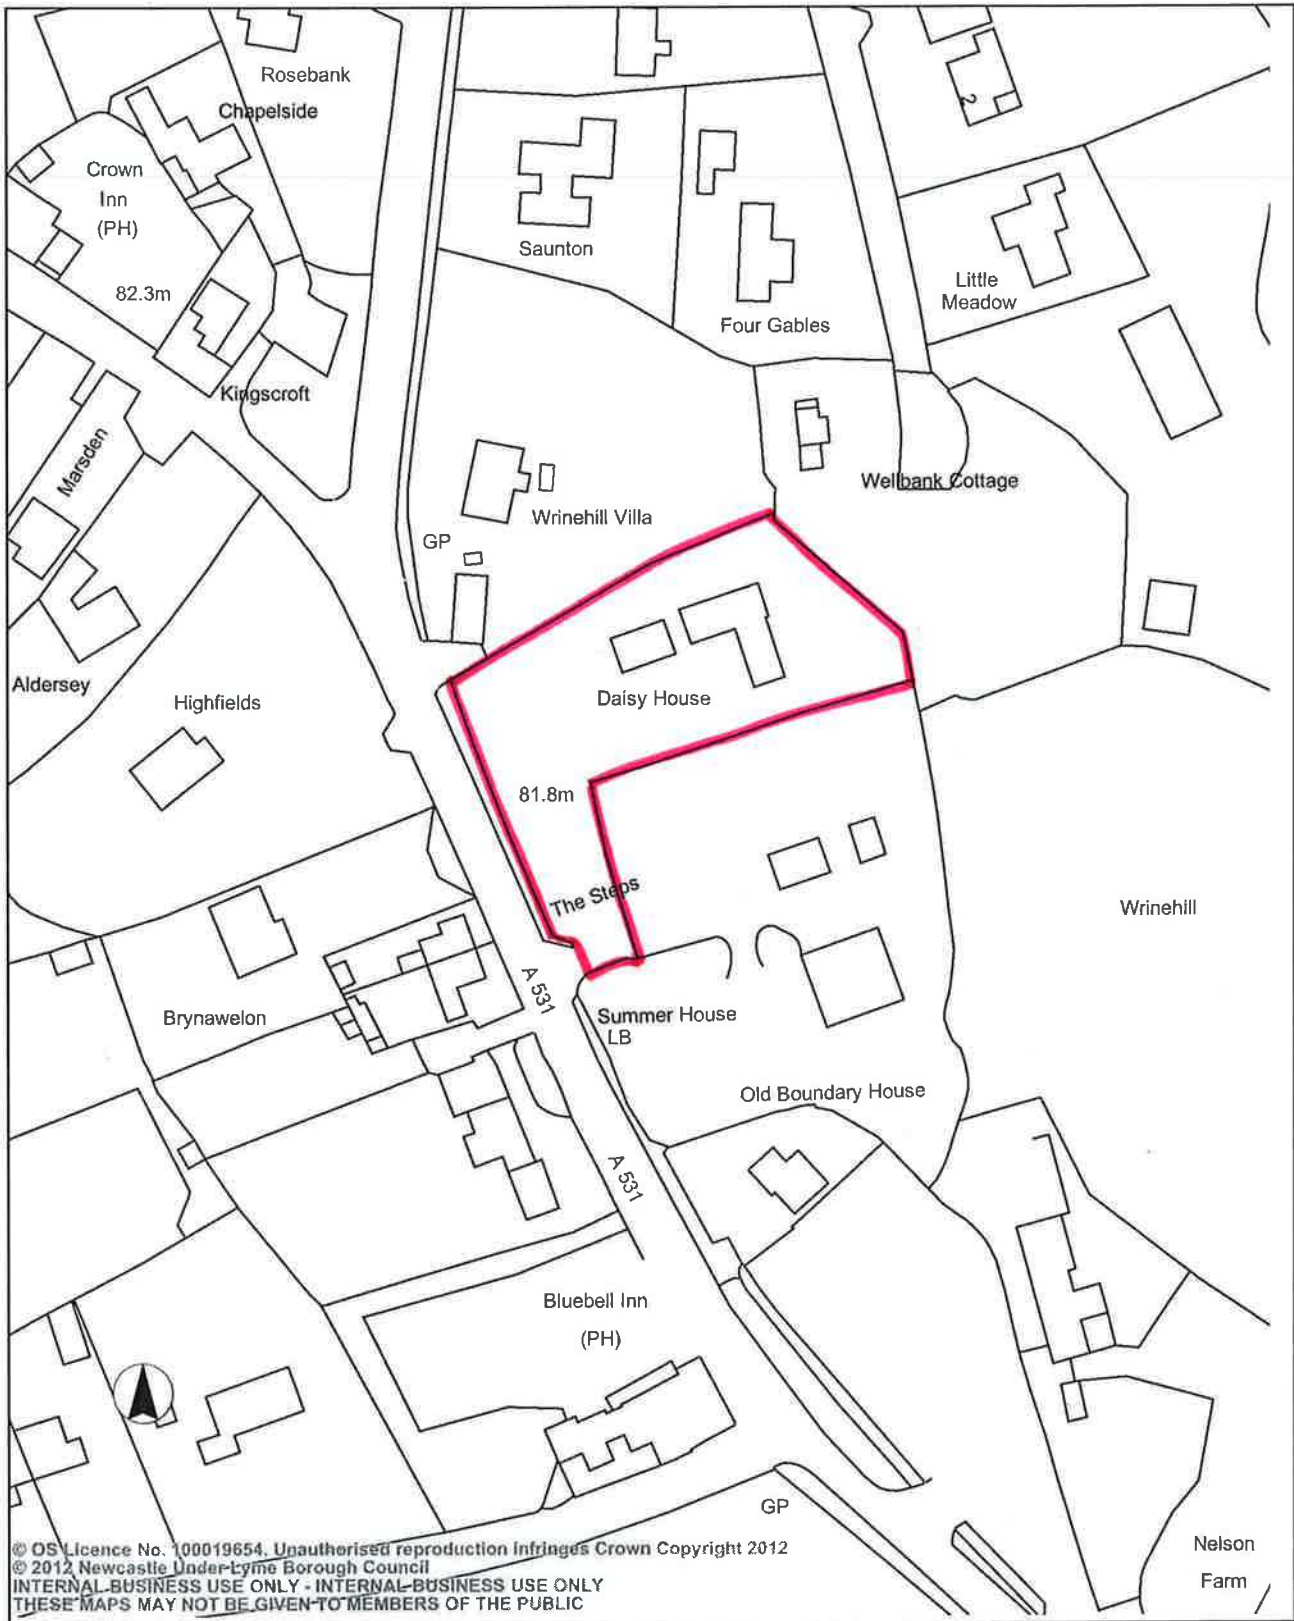 Rosebank
Chapelside
Crown
Inn
(PH)
2
Saunton
82.3m
Little
Meadow
Four Gables
Kingscroft
Marsden
Wellbank Cottage
Wrinehill Villa
GP
Aldersey
Highfields
Daisy House
81.8m
The Steps
Wrinehill
A 531
Brynawelon
Summer House
LB
Old Boundary House
A 531
Bluebell Inn
(PH)
GP
Nelson
Farm
© OS Licence No. 100019654. Unauthorised reproduction infringes Crown Copyright 2012
© 2012 Newcastle Under-Lyme Borough Council
INTERNAL BUSINESS USE ONLY - INTERNAL BUSINESS USE ONLY
THESE MAPS MAY NOT BE GIVEN TO MEMBERS OF THE PUBLIC